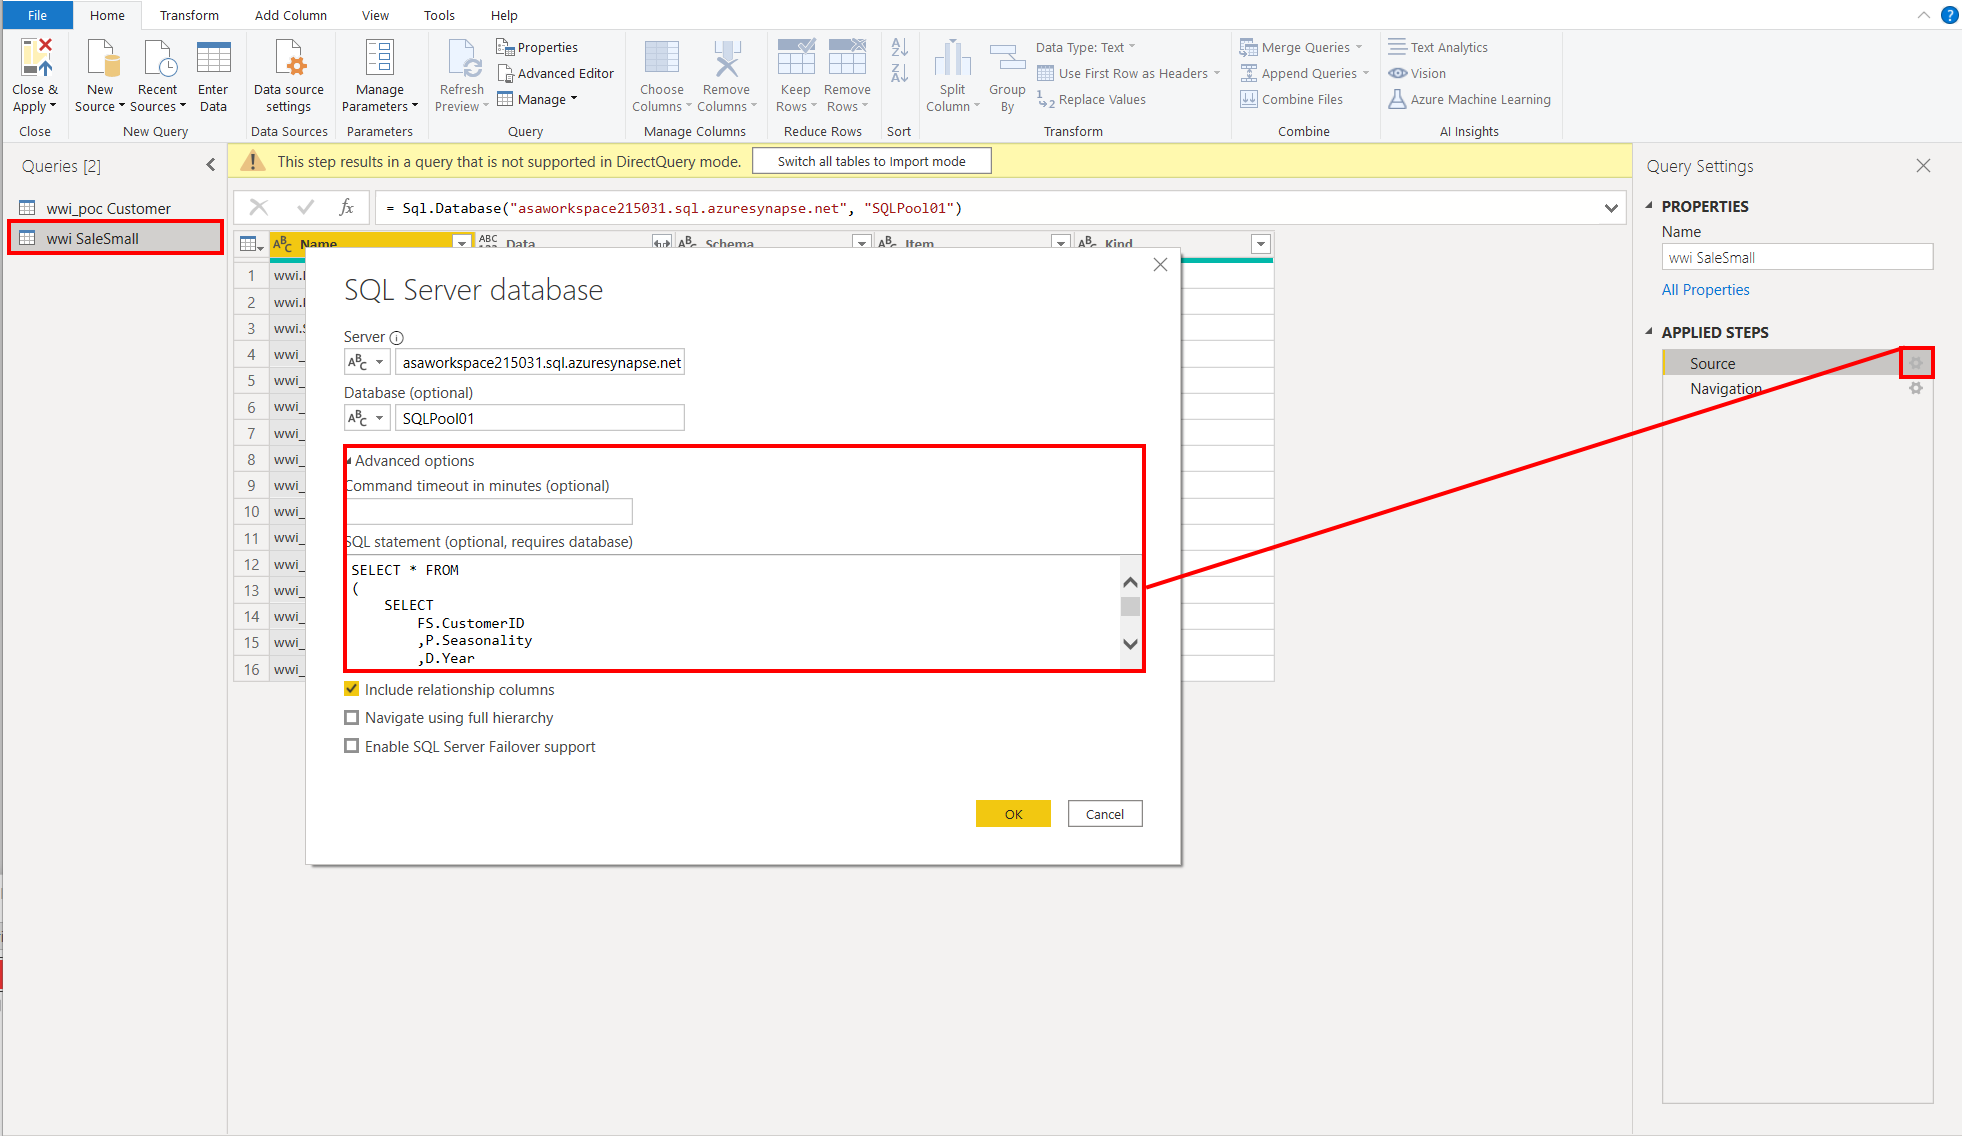 File Home Transform Add Column View Tools Help
Close & Apply
New Source
Recent Sources
Enter Data
Data source settings
Manage Parameters
Refresh Preview
Properties
Advanced Editor
Manage
Choose Columns
Remove Columns
Keep Rows
Remove Rows
Split Column
Group By
Data Type: Text
Use First Row as Headers
Replace Values
Merge Queries
Append Queries
Combine Files
Text Analytics
Vision
Azure Machine Learning
Close New Query Data Sources Parameters Query Manage Columns Reduce Rows Sort Transform Combine AI Insights
Queries [2]
wwi_poc Customer
wwi SaleSmall
This step results in a query that is not supported in DirectQuery mode. Switch all tables to Import mode
fx = Sql.Database("asaworkspace215031.sql.azuresynapse.net", "SQLPool01")
ABC Name ABC Data ABC Schema ABC Item ABC Kind
1 wwi.
2 wwi.
3 wwi.
4 wwi_
5 wwi_
6 wwi_
7 wwi_
8 wwi_
9 wwi_
10 wwi_
11 wwi_
12 wwi_
13 wwi_
14 wwi_
15 wwi_
16 wwi_
SQL Server database
Server
ABC asaworkspace215031.sql.azuresynapse.net
Database (optional)
ABC SQLPool01
Advanced options
Command timeout in minutes (optional)
SQL statement (optional, requires database)
SELECT * FROM
(
SELECT
FS.CustomerID
,P.Seasonality
,D.Year
Include relationship columns
Navigate using full hierarchy
Enable SQL Server Failover support
OK Cancel
Query Settings
PROPERTIES
Name
wwi SaleSmall
All Properties
APPLIED STEPS
Source
Navigation